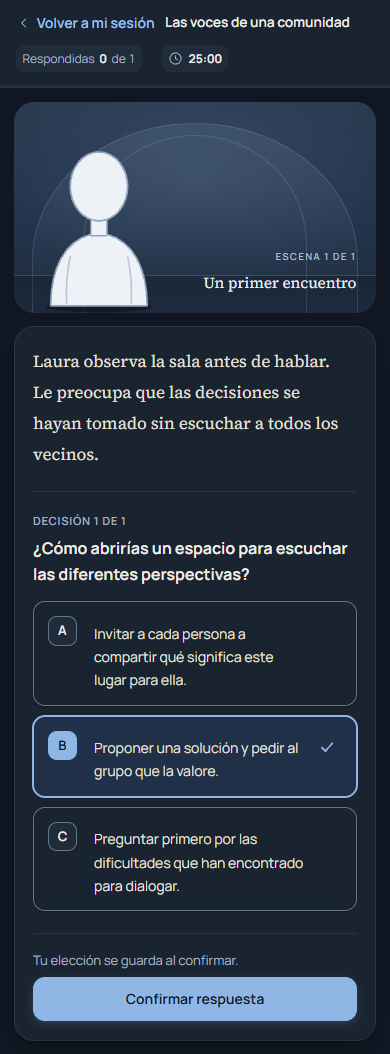 Volver a mi sesión Las voces de una comunidad
Respondidas 0 de 1 25:00
ESCENA 1 DE 1
Un primer encuentro
Laura observa la sala antes de hablar.
Le preocupa que las decisiones se
hayan tomado sin escuchar a todos los
vecinos.
DECISIÓN 1 DE 1
¿Cómo abrirías un espacio para escuchar
las diferentes perspectivas?
A Invitar a cada persona a
compartir qué significa este
lugar para ella.
B Proponer una solución y pedir al
grupo que la valore.
C Preguntar primero por las
dificultades que han encontrado
para dialogar.
Tu elección se guarda al confirmar.
Confirmar respuesta